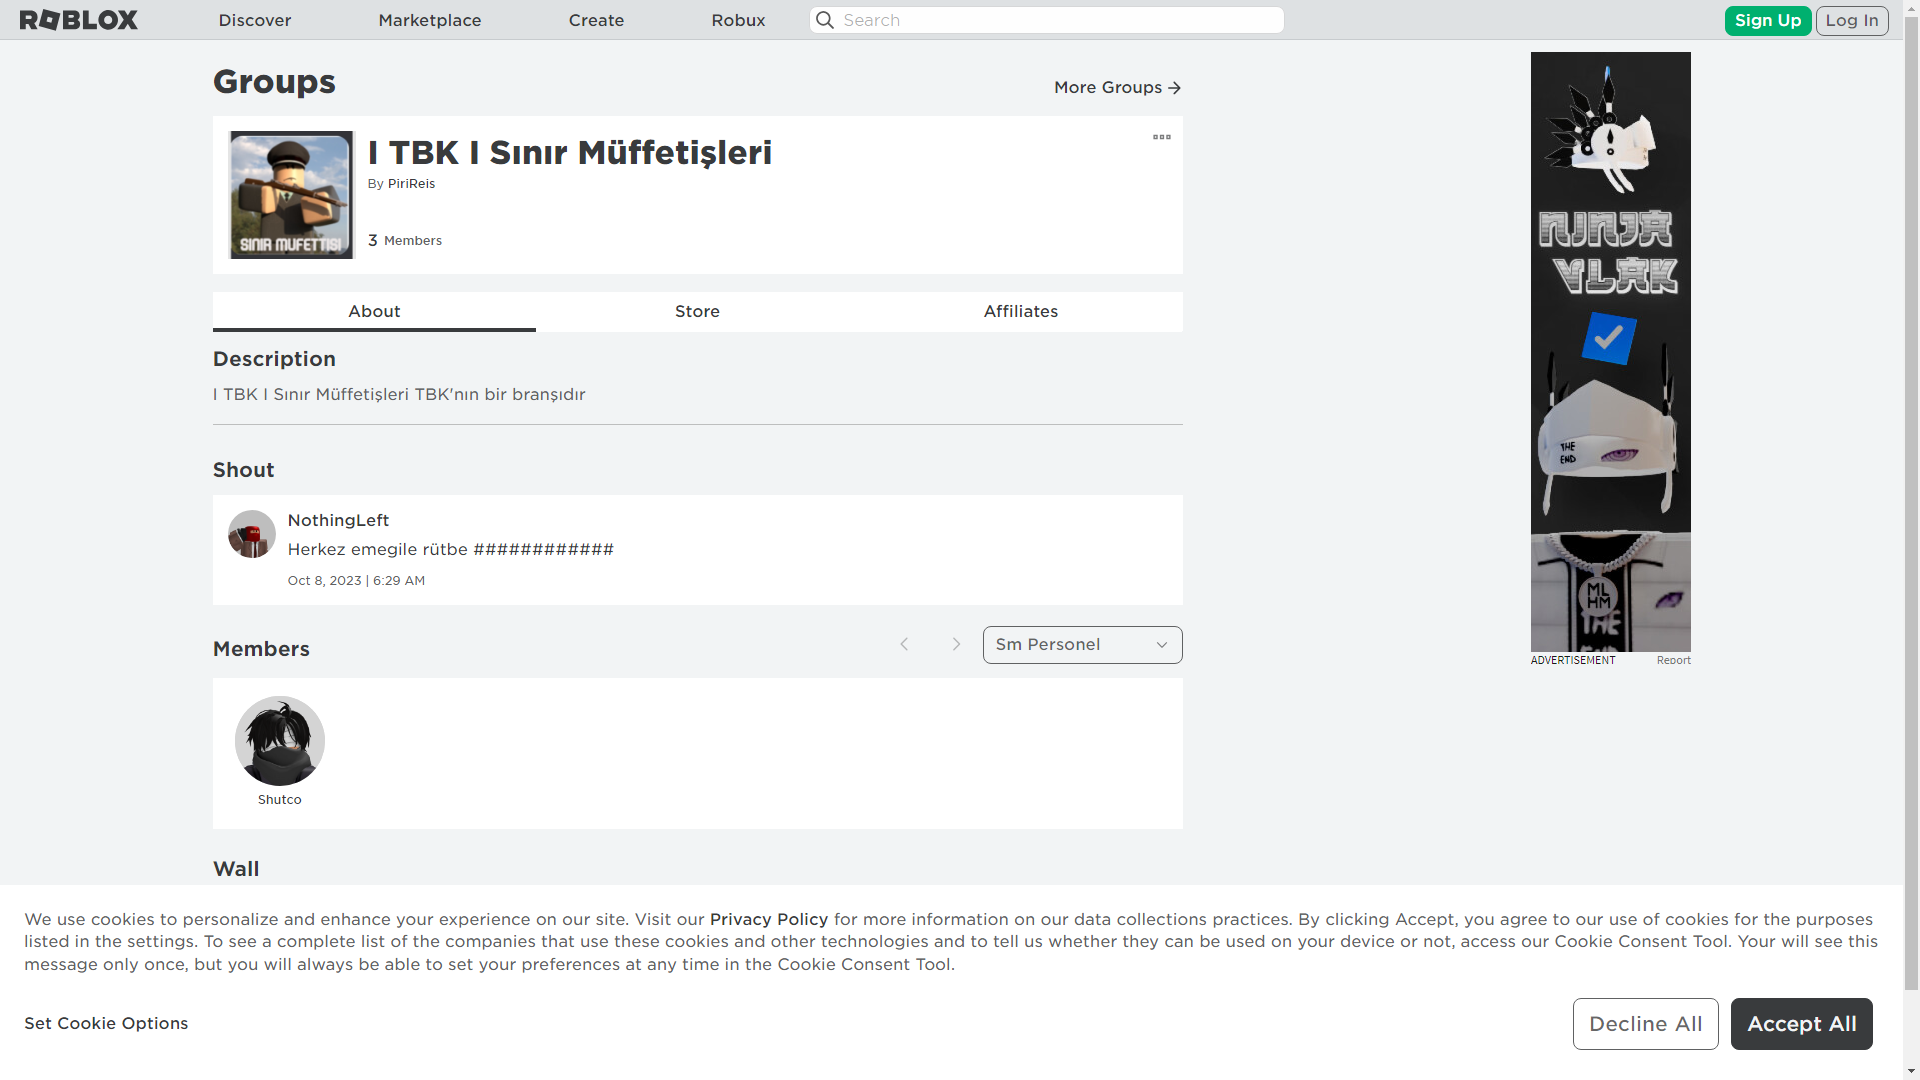 ROBLOX
Discover
Marketplace
Create
Robux
Search
Sign Up
Log In
Groups
More Groups
I TBK I Sınır Müffetişleri
By PiriReis
3 Members
SINIR MUFETTISI
About
Store
Affiliates
Description
I TBK I Sınır Müffetişleri TBK'nın bir branşıdır
Shout
NothingLeft
Herkez emegile rütbe ############
Oct 8, 2023 | 6:29 AM
Members
Sm Personel
Shutco
Wall
NJNJA
VLAK
THE
END
ML
HM
THE
ADVERTISEMENT
Report
We use cookies to personalize and enhance your experience on our site. Visit our Privacy Policy for more information on our data collections practices. By clicking Accept, you agree to our use of cookies for the purposes
listed in the settings. To see a complete list of the companies that use these cookies and other technologies and to tell us whether they can be used on your device or not, access our Cookie Consent Tool. Your will see this
message only once, but you will always be able to set your preferences at any time in the Cookie Consent Tool.
Set Cookie Options
Decline All
Accept All